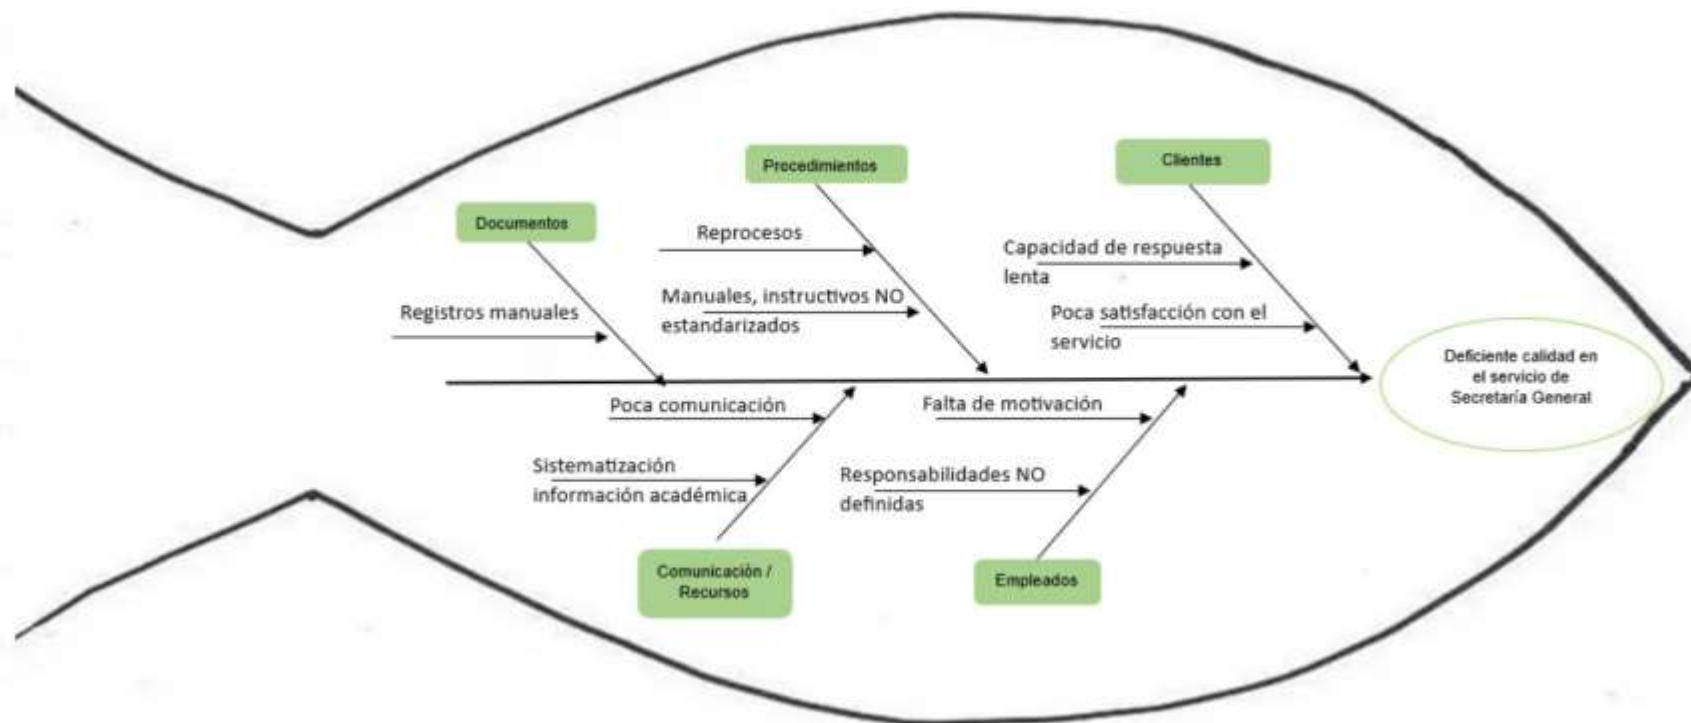 Procedimientos
Clientes
Documentos
Reprocesos
Capacidad de respuesta
lenta
Registros manuales
Manuales, instructivos NO
estandarizados
Poca satisfacción con el
servicio
Deficiente calidad en
el servicio de
Secretaría General
Poca comunicación
Falta de motivación
Sistematización
información académica
Responsabilidades NO
definidas
Comunicación /
Recursos
Empleados